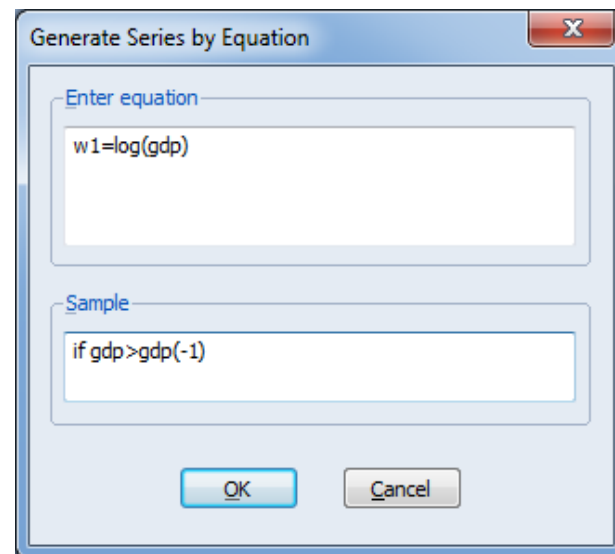 Generate Series by Equation
Enter equation
w1=log(gdp)
Sample
if gdp>gdp(-1)
OK
Cancel